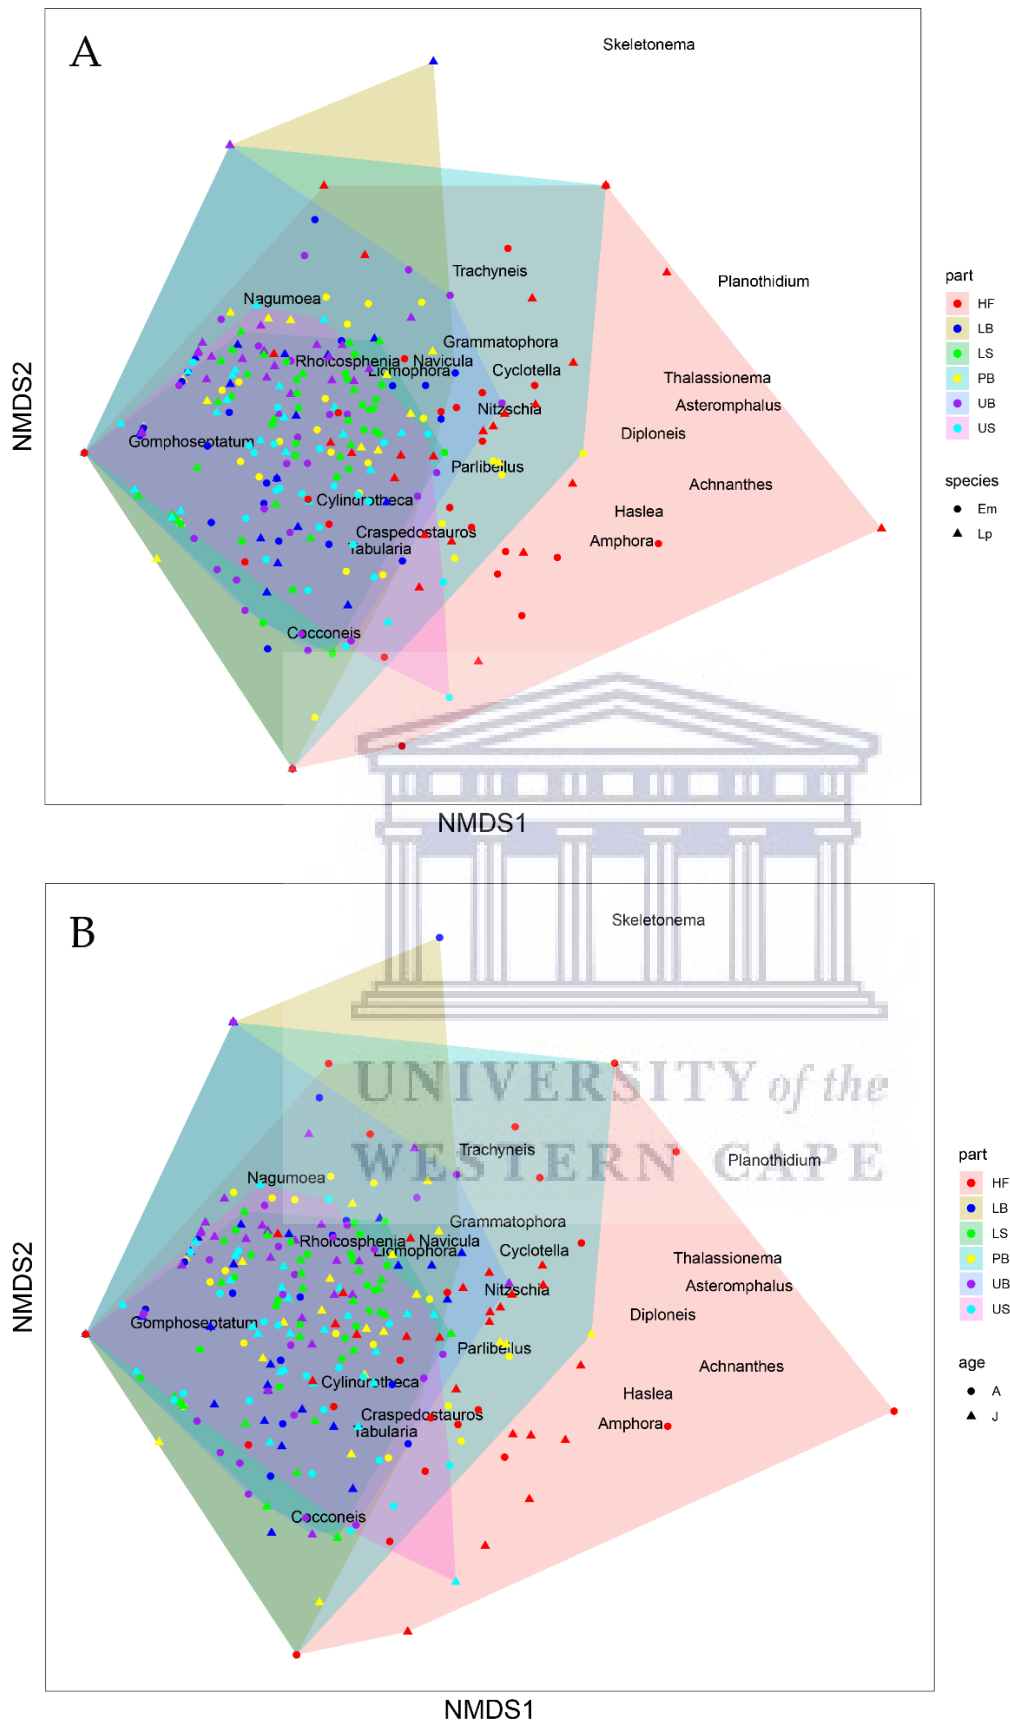 A
Skeletonema
Trachyneis
Planothidium
Nagumoea
Grammatophora
Rhoicosphenia
Navicula
Licmophora
Cyclotella
Thalassionema
Nitzschia
Asteromphalus
Gomphoseptatum
Diploneis
Parlibellus
Achnanthes
Cylindrotheca
Haslea
Craspedostauros
Amphora
Tabularia
Cocconeis
NMDS2
NMDS1
part
HF
LB
LS
PB
UB
US
species
Em
Lp
B
Skeletonema
Trachyneis
Planothidium
Nagumoea
Grammatophora
Rhoicosphenia
Navicula
Licmophora
Cyclotella
Thalassionema
Nitzschia
Asteromphalus
Gomphoseptatum
Diploneis
Parlibellus
Achnanthes
Cylindrotheca
Haslea
Craspedostauros
Amphora
Tabularia
Cocconeis
NMDS2
NMDS1
part
HF
LB
LS
PB
UB
US
age
A
J
UNIVERSITY of the
WESTERN CAPE